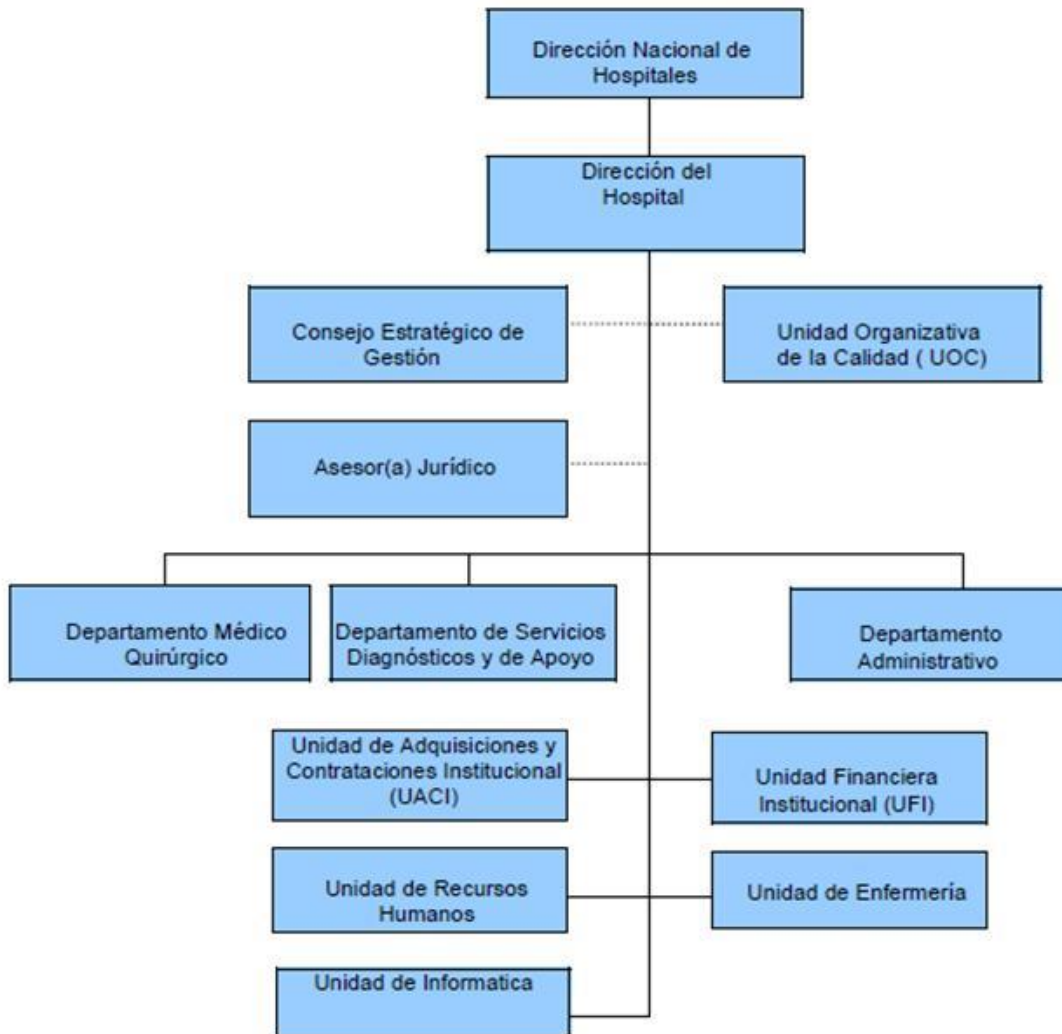 Dirección Nacional de
Hospitales
Dirección del
Hospital
Consejo Estratégico de
Gestión
Unidad Organizativa
de la Calidad ( UOC)
Asesor(a) Jurídico
Departamento Médico
Quirúrgico
Departamento de Servicios
Diagnósticos y de Apoyo
Departamento
Administrativo
Unidad de Adquisiciones y
Contrataciones Institucional
(UACI)
Unidad Financiera
Institucional (UFI)
Unidad de Recursos
Humanos
Unidad de Enfermería
Unidad de Informatica